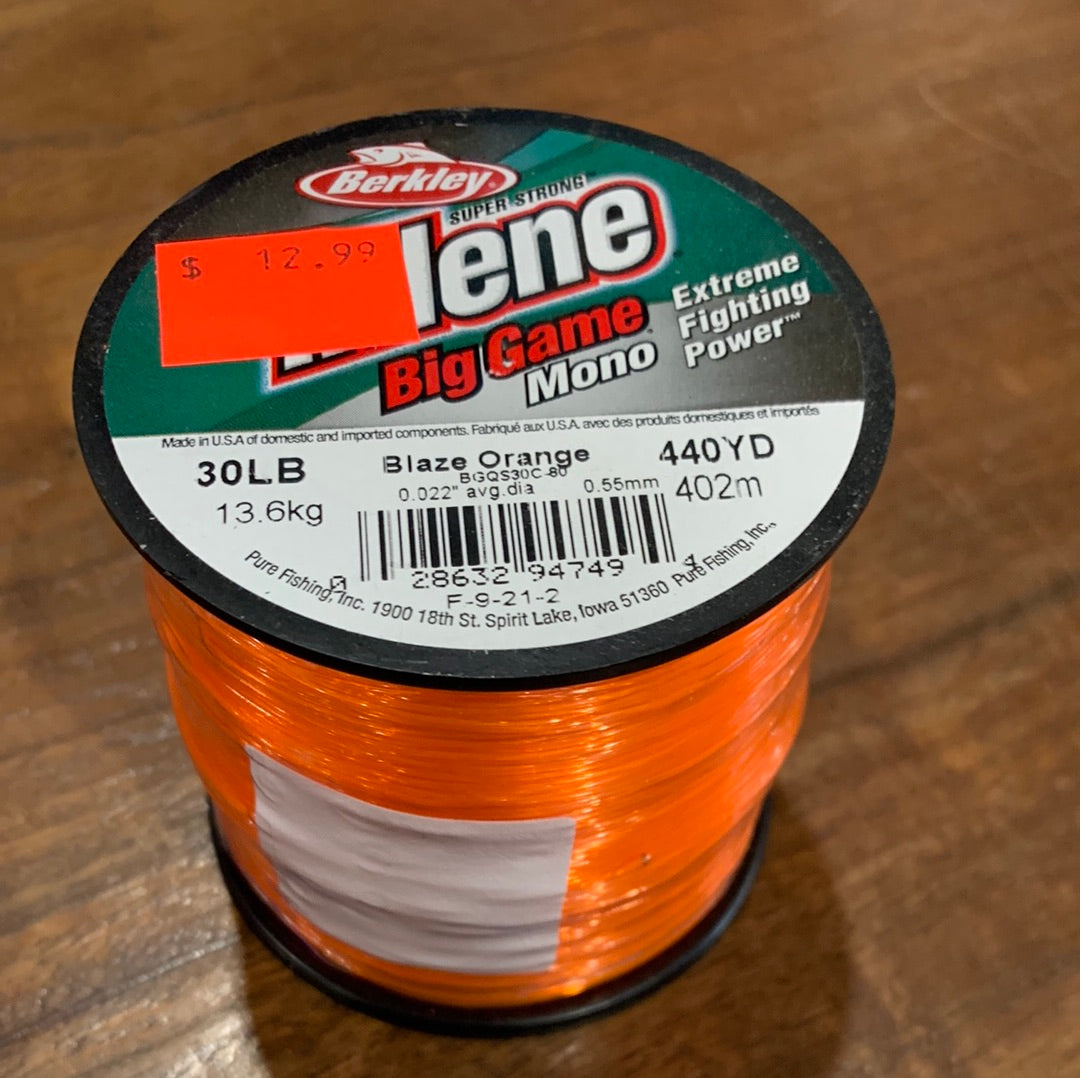 Berkley
SUPER STRONG™
$ 12.99
lene
Big Game
Mono
Extreme
Fighting
Power™
Made in U.S.A of domestic and imported components. Fabriqué aux U.S.A. avec des produits domestiques et importés
30LB Blaze Orange 440YD
BGQS30C-80
13.6kg 0.022" avg.dia 0.55mm 402m
0 28632 94749 4
F-9-21-2
Pure Fishing, Inc. 1900 18th St. Spirit Lake, Iowa 51360 Pure Fishing, Inc.,